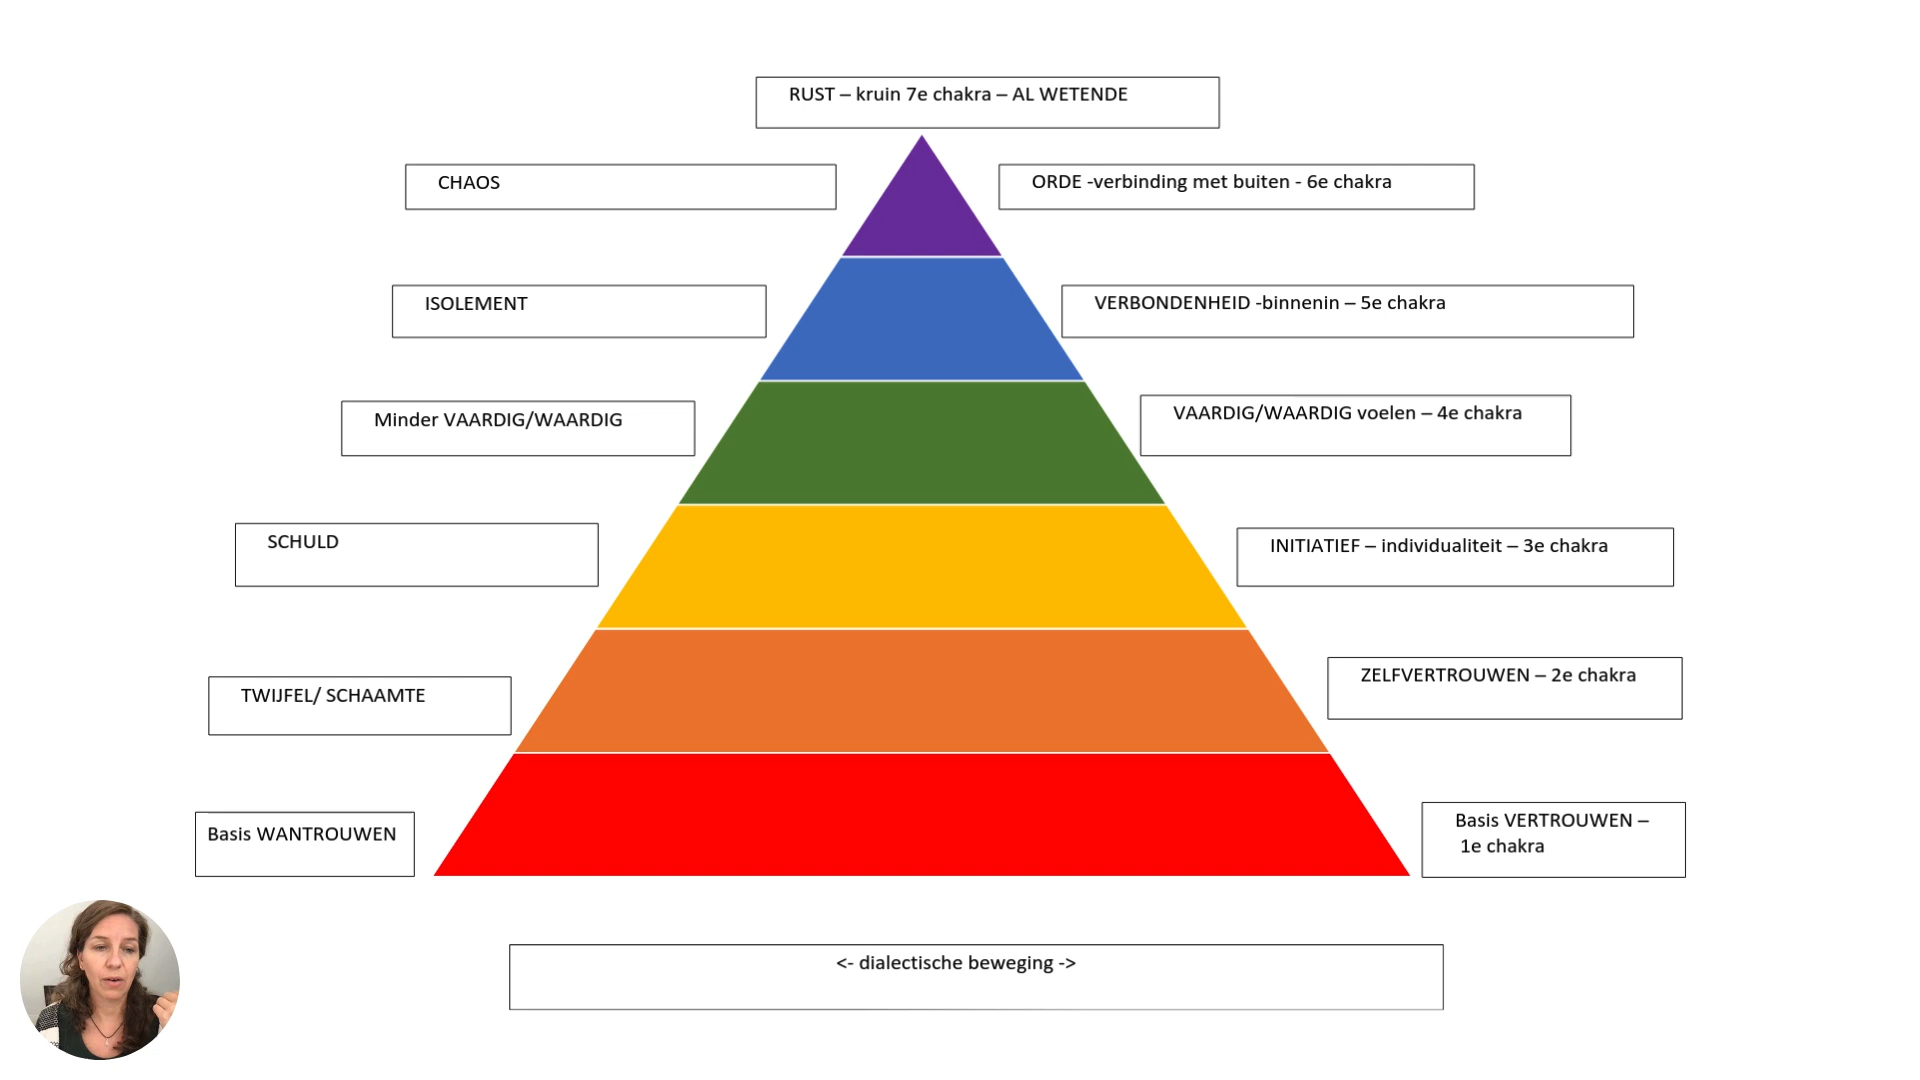 RUST – kruin 7e chakra – AL WETENDE
CHAOS
ORDE -verbinding met buiten - 6e chakra
ISOLEMENT
VERBONDENHEID -binnenin – 5e chakra
Minder VAARDIG/WAARDIG
VAARDIG/WAARDIG voelen – 4e chakra
SCHULD
INITIATIEF – individualiteit – 3e chakra
TWIJFEL/ SCHAAMTE
ZELFVERTROUWEN – 2e chakra
Basis WANTROUWEN
Basis VERTROUWEN –
1e chakra
<- dialectische beweging ->